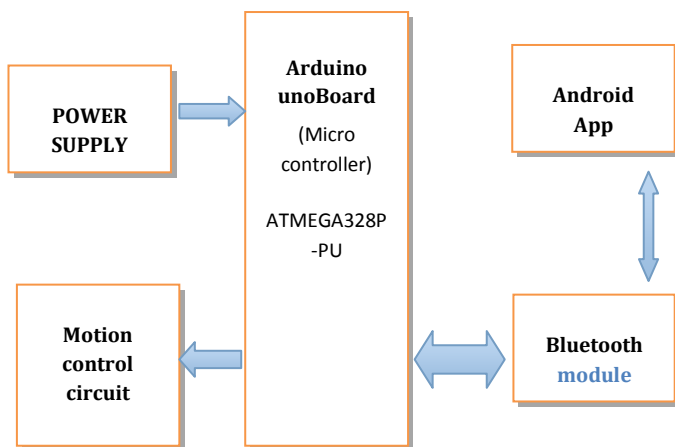 POWER
SUPPLY
Arduino
unoBoard
(Micro
controller)
ATMEGA328P
-PU
Android
App
Motion
control
circuit
Bluetooth
module